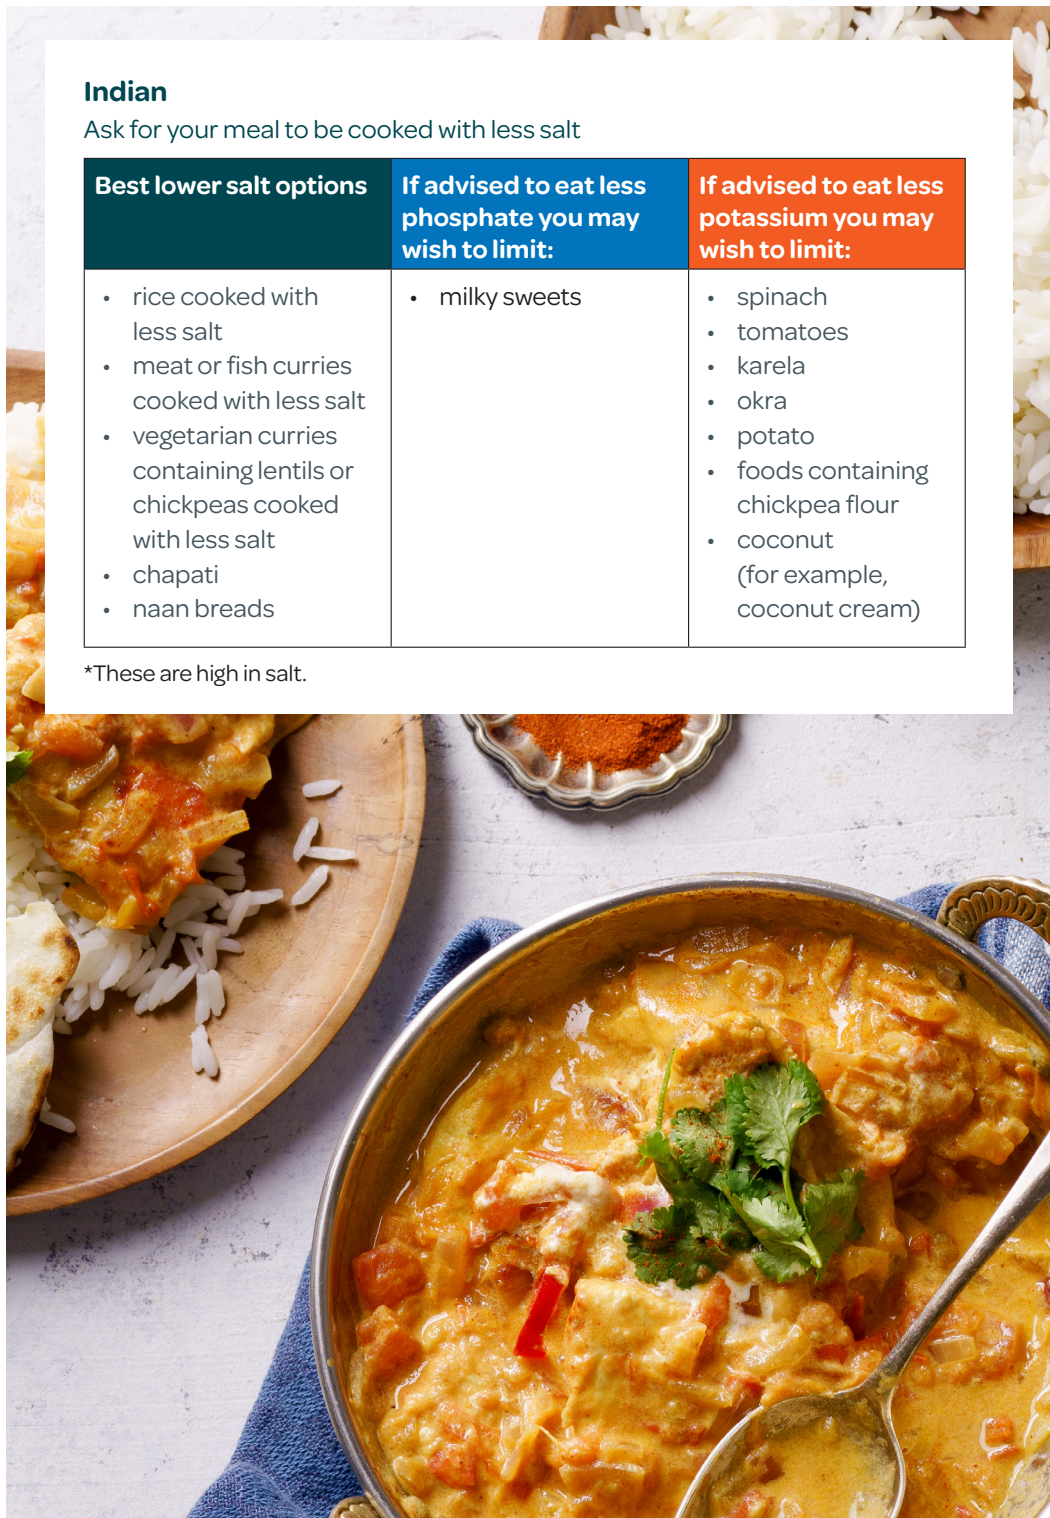 Indian
Ask for your meal to be cooked with less salt
Best lower salt options
If advised to eat less
phosphate you may
wish to limit:
If advised to eat less
potassium you may
wish to limit:
• rice cooked with
less salt
• meat or fish curries
cooked with less salt
• vegetarian curries
containing lentils or
chickpeas cooked
with less salt
• chapati
• naan breads
• milky sweets
• spinach
• tomatoes
• karela
• okra
• potato
• foods containing
chickpea flour
• coconut
(for example,
coconut cream)
*These are high in salt.